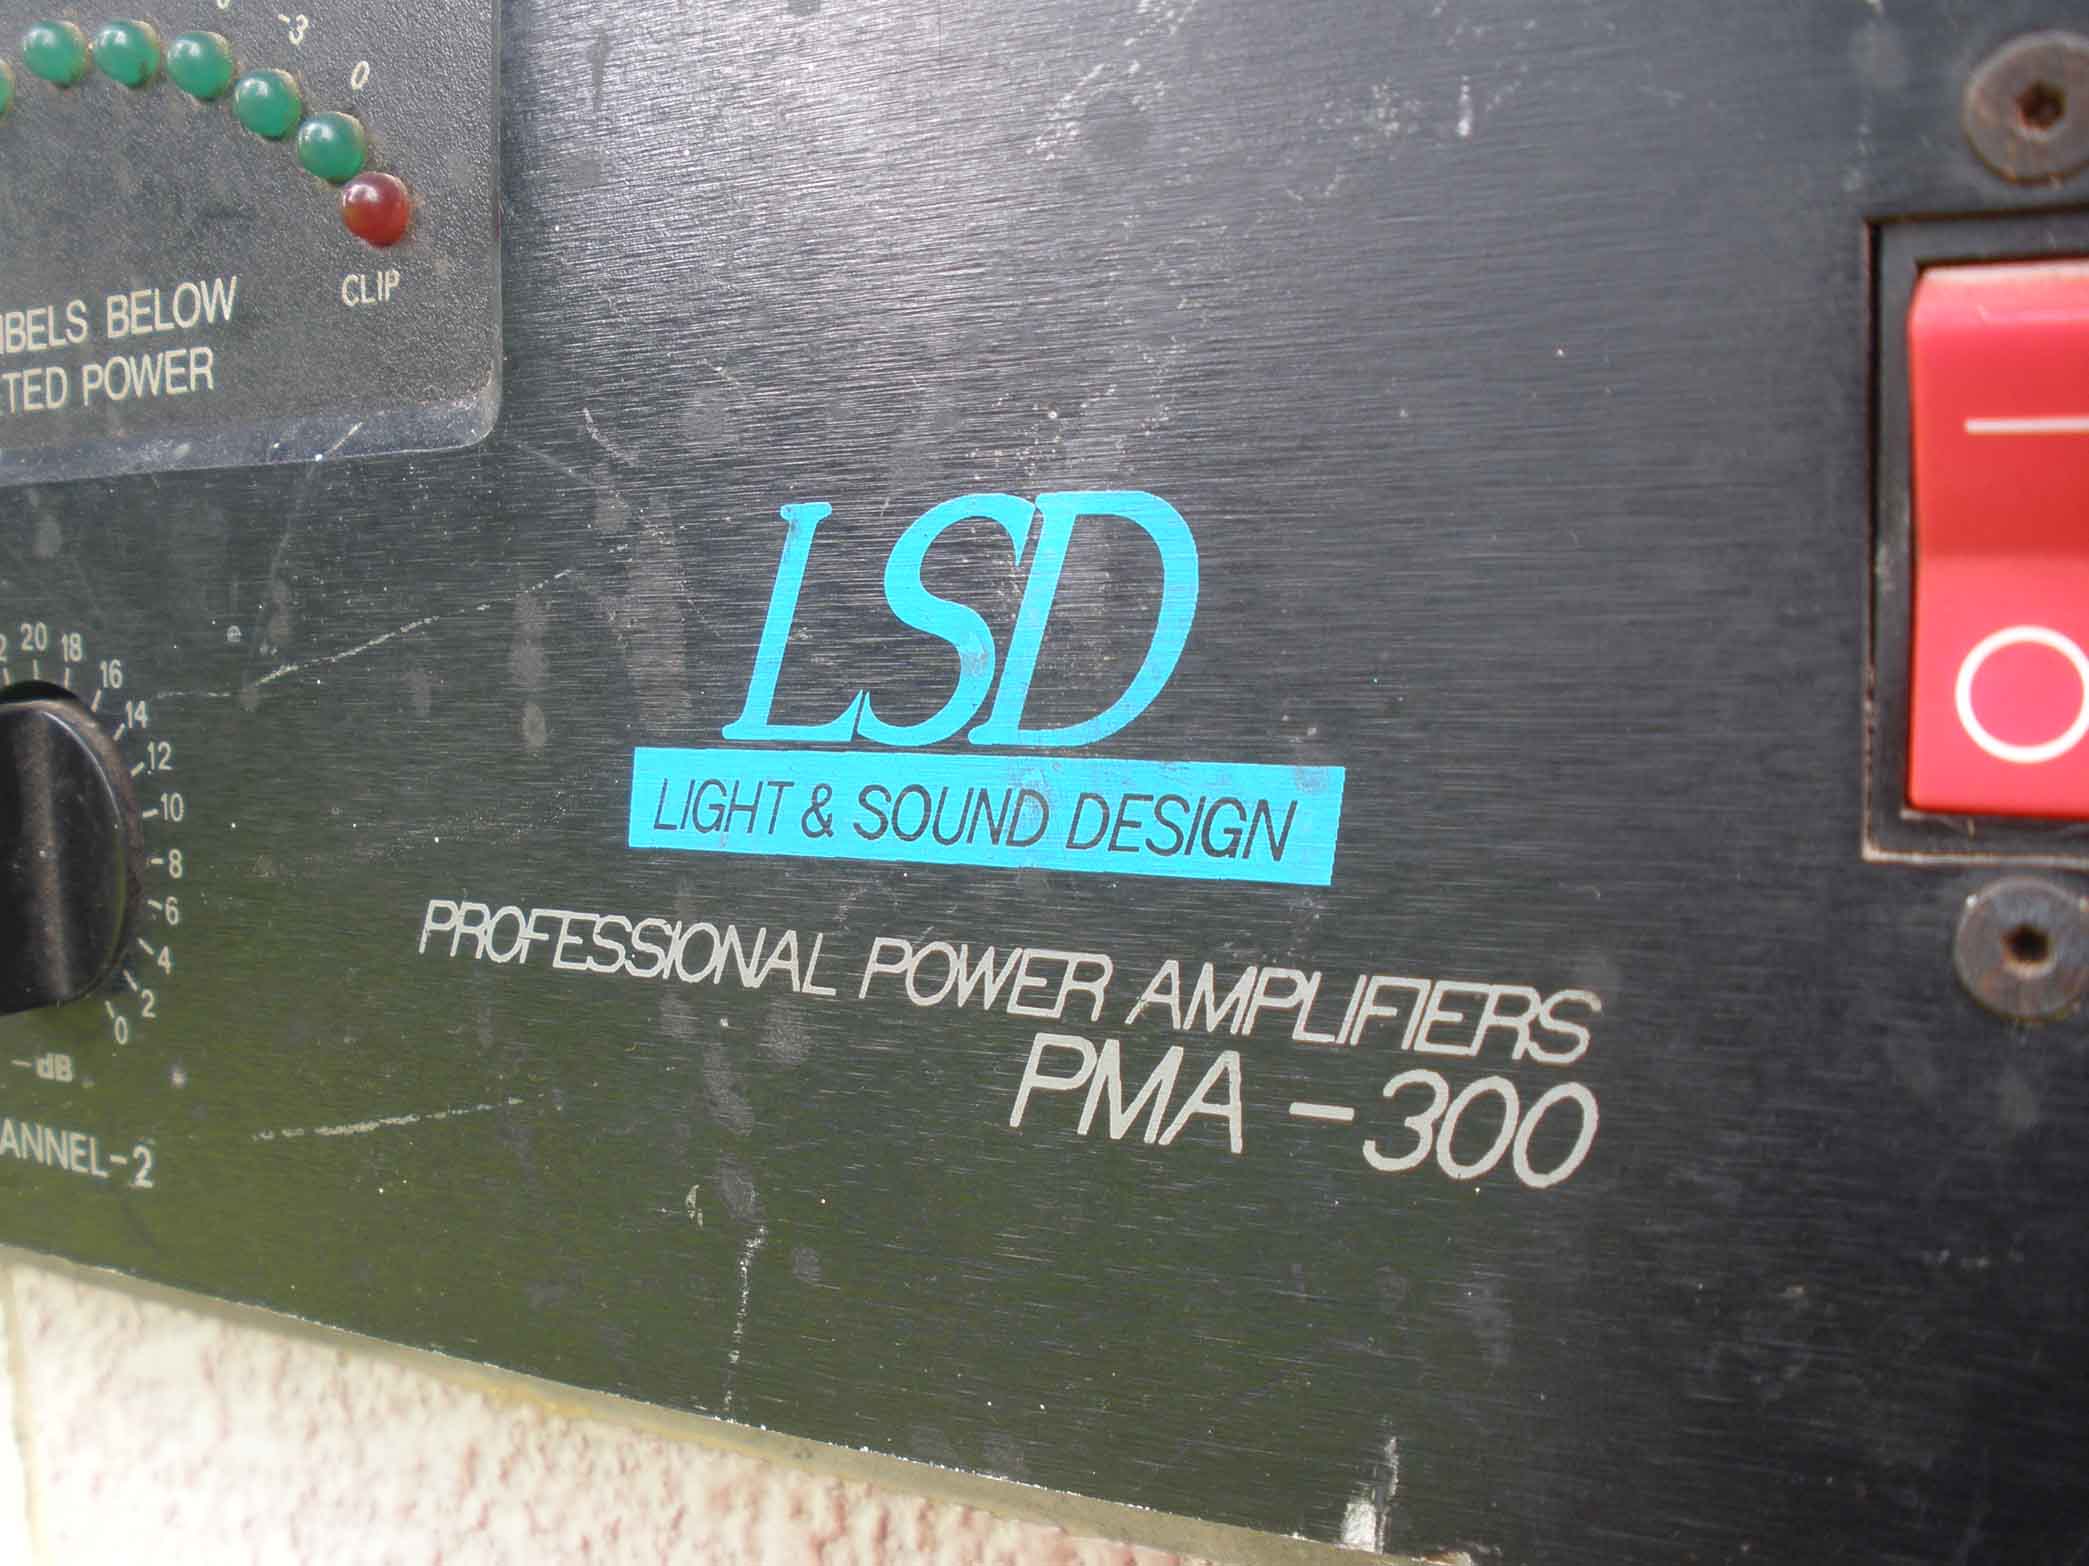 -3
0
CLIP
IBELS BELOW
TED POWER
20
18
16
14
12
10
8
6
4
2
0
-dB
ANNEL-2
LSD
LIGHT & SOUND DESIGN
PROFESSIONAL POWER AMPLIFIERS
PMA-300